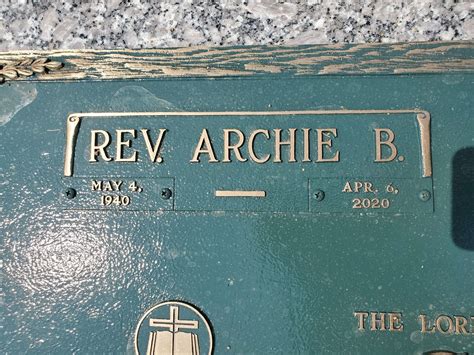 REV. ARCHIE B.
MAY 4, 1940
APR. 6, 2020
THE LOR